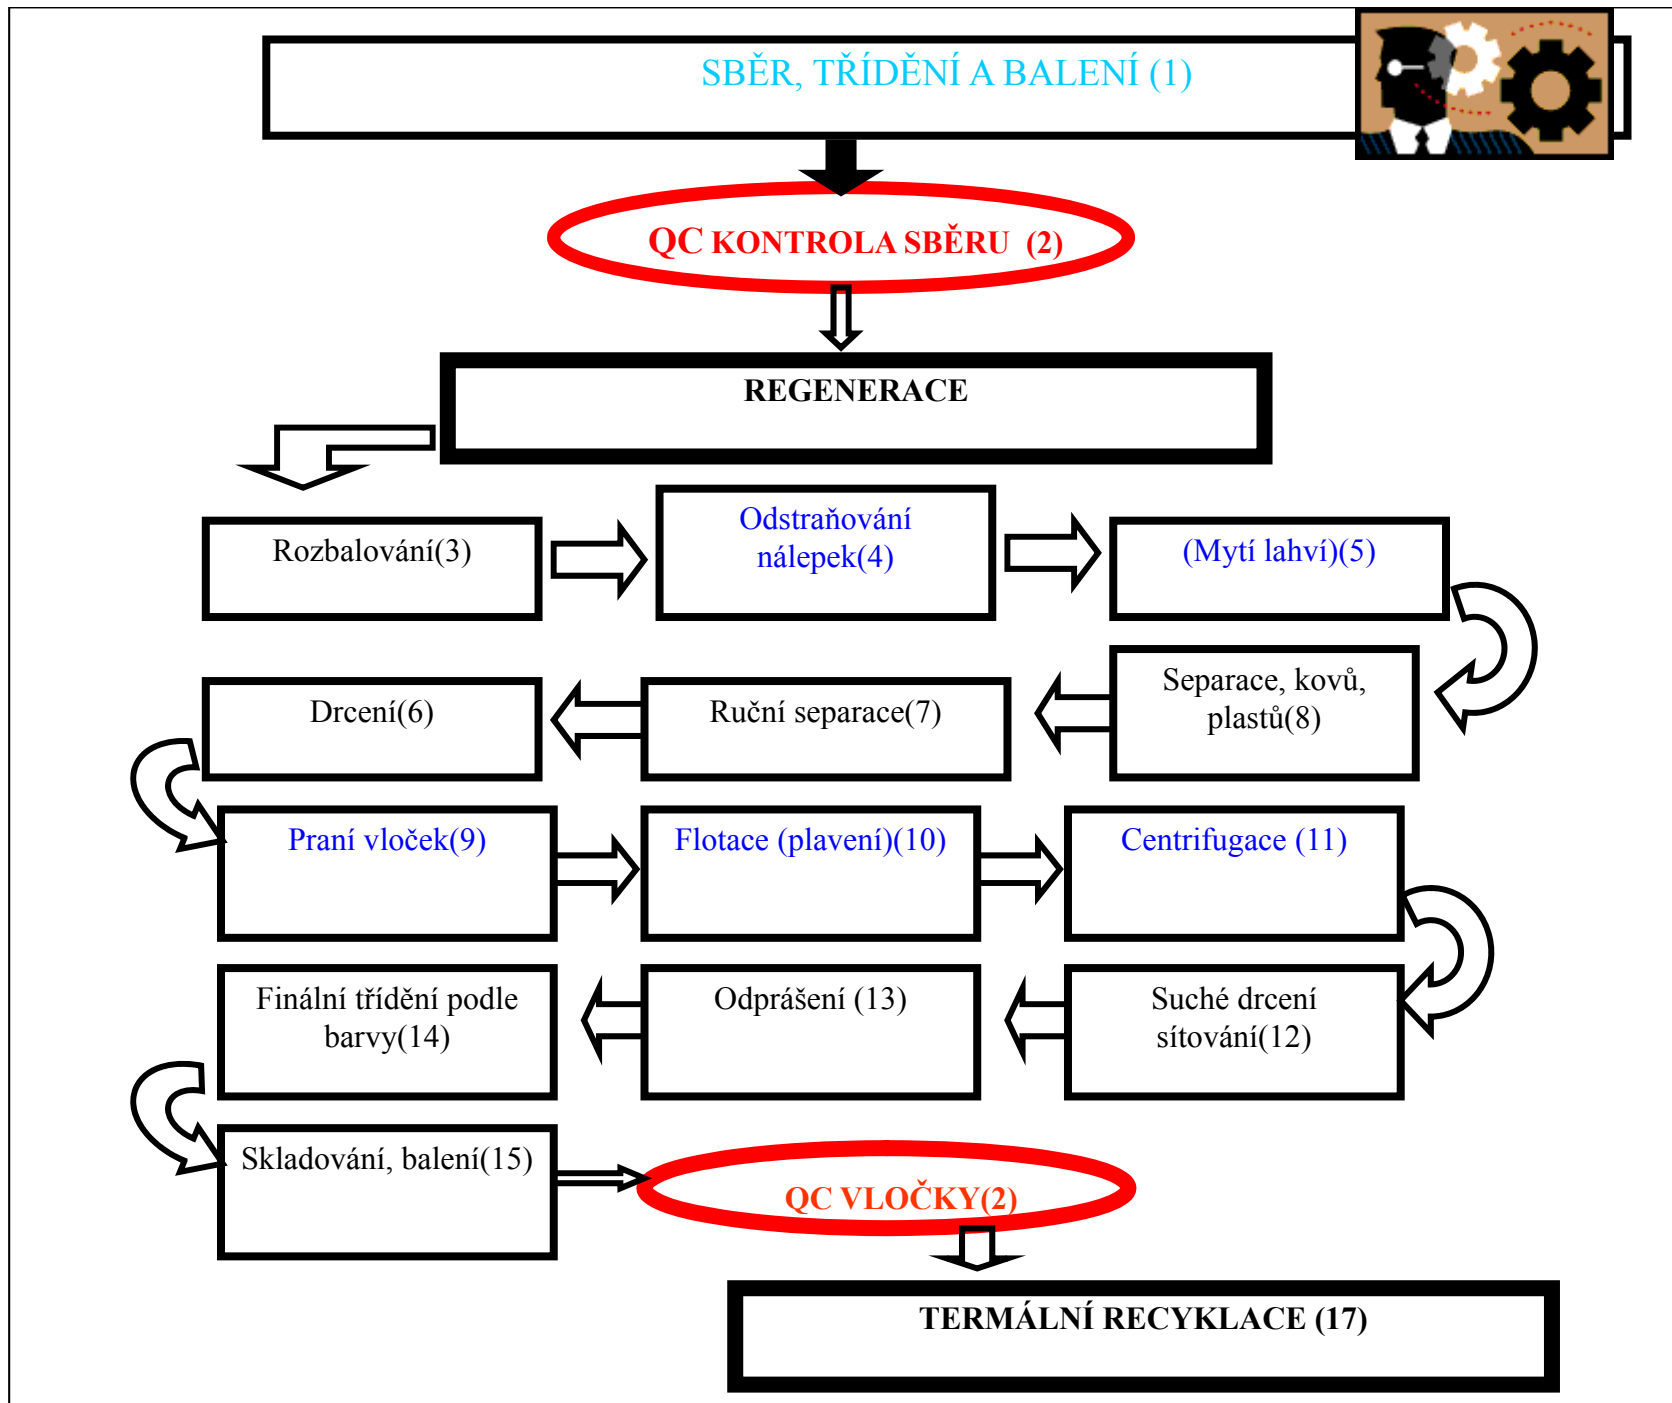 SBĚR, TŘÍDĚNÍ A BALENÍ (1)
QC KONTROLA SBĚRU (2)
REGENERACE
Rozbalování(3)
Odstraňování
nálepek(4)
(Mytí lahví)(5)
Drcení(6)
Ruční separace(7)
Separace, kovů,
plastů(8)
Praní vloček(9)
Flotace (plavení)(10)
Centrifugace (11)
Finální třídění podle
barvy(14)
Odprášení (13)
Suché drcení
sítování(12)
Skladování, balení(15)
QC VLOČKY(2)
TERMÁLNÍ RECYKLACE (17)